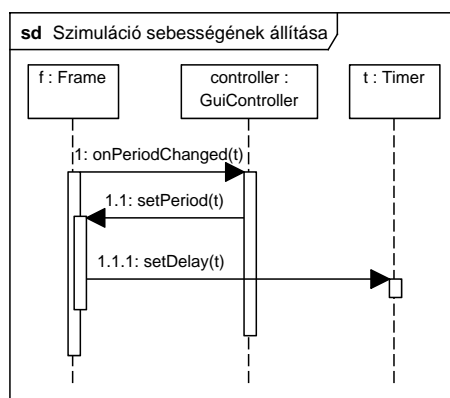 sd Szimuláció sebességének állítása
f : Frame
controller :
GuiController
t : Timer
1: onPeriodChanged(t)
1.1: setPeriod(t)
1.1.1: setDelay(t)